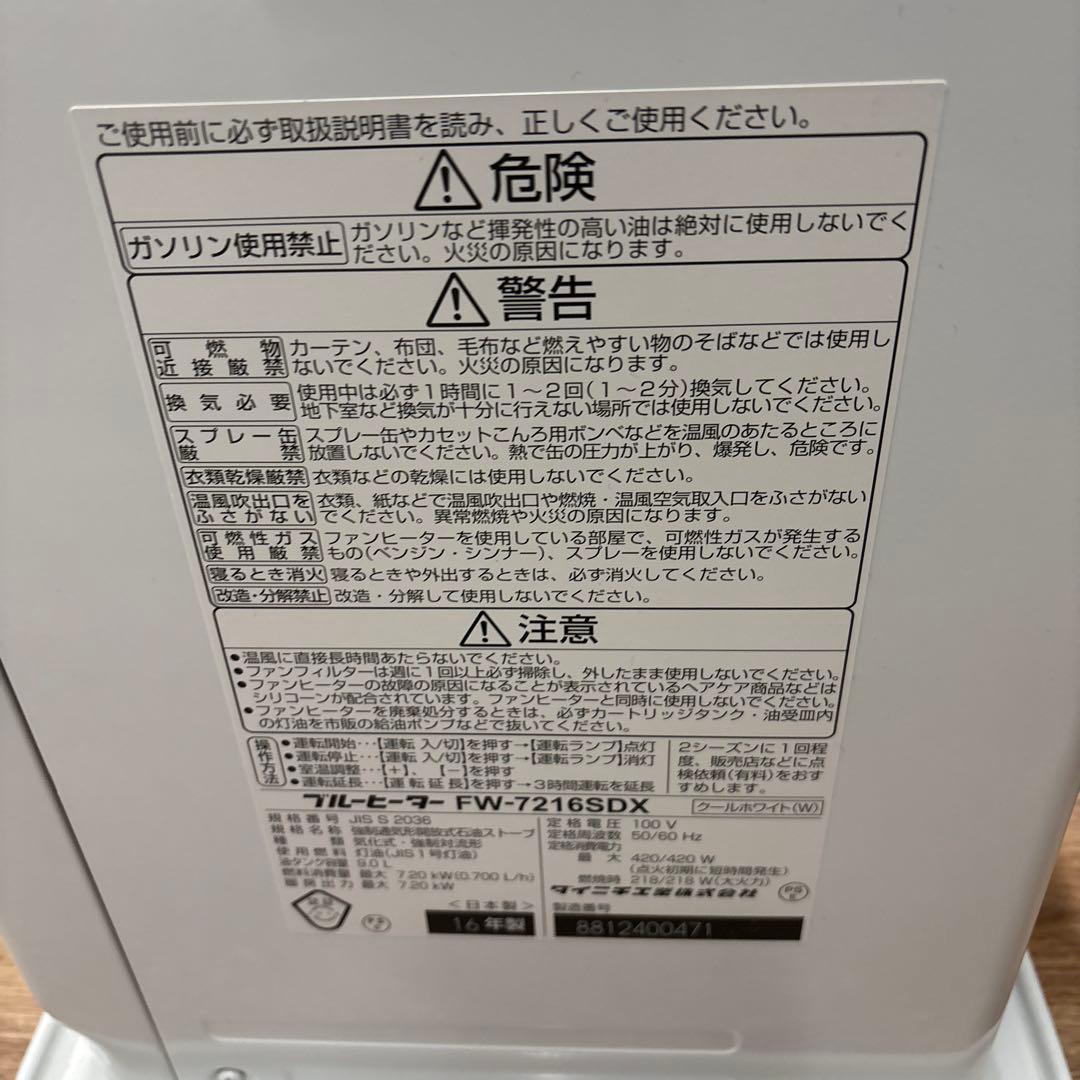 ご使用前に必ず取扱説明書を読み、正しくご使用ください。
危険
ガソリン使用禁止
ガソリンなど揮発性の高い油は絶対に使用しないでく
ださい。火災の原因になります。
警告
可燃物
近接厳禁
カーテン、布団、毛布など燃えやすい物のそばなどでは使用し
ないでください。火災の原因になります。
換気必要
使用中は必ず1時間に1〜2回(1〜2分)換気してください。
地下室など換気が十分に行えない場所では使用しないでください。
スプレー缶
厳禁
スプレー缶やカセットこんろ用ボンベなどを温風のあたるところに
放置しないでください。熱で缶の圧力が上がり、爆発し、危険です。
衣類乾燥厳禁
衣類などの乾燥には使用しないでください。
温風吹出口を
ふさがない
衣類、紙などで温風吹出口や燃焼・温風空気取入口をふさがない
でください。異常燃焼や火災の原因になります。
可燃性ガス
使用厳禁
ファンヒーターを使用している部屋で、可燃性ガスが発生する
もの(ベンジン・シンナー)、スプレーを使用しないでください。
寝るとき消火
寝るときや外出するときは、必ず消火してください。
改造・分解禁止
改造・分解して使用しないでください。
注意
●温風に直接長時間あたらないでください。
●ファンフィルターは週に1回以上必ず掃除し、外したまま使用しないでください。
●ファンヒーターの故障の原因になることが表示されているヘアケア商品などは
シリコーンが配合されています。ファンヒーターと同時に使用しないでください。
●ファンヒーターを廃棄処分するときは、必ずカートリッジタンク・油受皿内
の灯油を市販の給油ポンプなどで抜いてください。
操作方法
●運転開始…【運転 入/切】を押す→【運転ランプ】点灯
●運転停止…【運転 入/切】を押す→【運転ランプ】消灯
●室温調整…【+】、【−】を押す
●運転延長…【運転延長】を押す→3時間運転を延長
2シーズンに1回程
度、販売店などに点
検依頼(有料)をおす
すめします。
ブルーヒーター FW-7216SDX
クールホワイト(W)
規格番号 JIS S 2036
規格名称 強制通気形開放式石油ストーブ
種類 気化式・強制対流形
使用燃料 灯油(JIS1号灯油)
油タンク容量 9.0L
燃料消費量 最大 7.20kW(0.700L/h)
暖房出力 最大 7.20kW
定格電圧 100V
定格周波数 50/60Hz
定格消費電力
最大 420/420W
(点火初期に短時間発生)
燃焼時 218/218W(大火力)
ダイニチ工業株式会社
PS
E
<日本製>
16年製
製造番号
8812400471